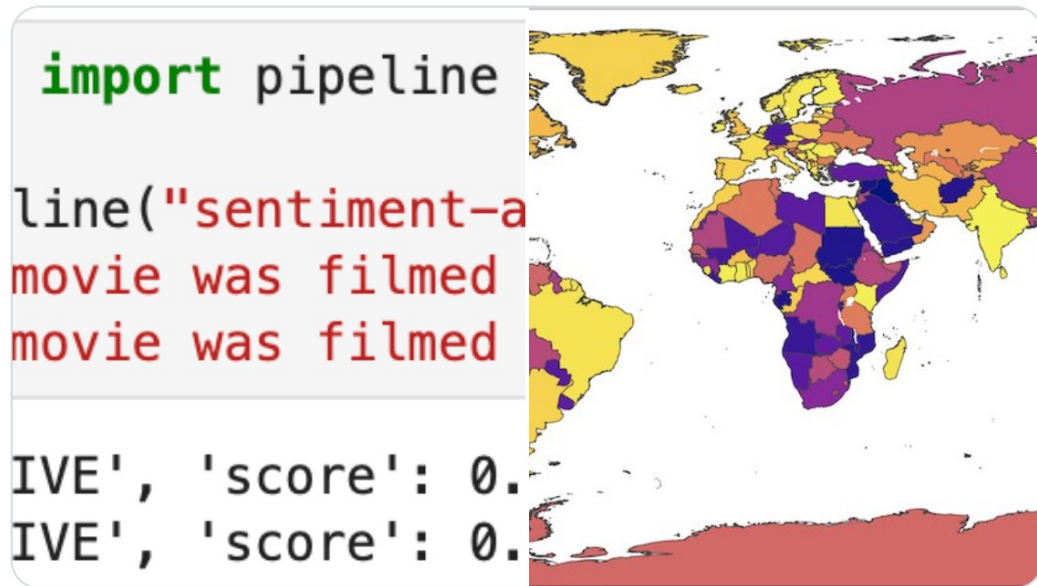 import pipeline
line("sentiment-a
movie was filmed
movie was filmed
IVE', 'score': 0.
IVE', 'score': 0.